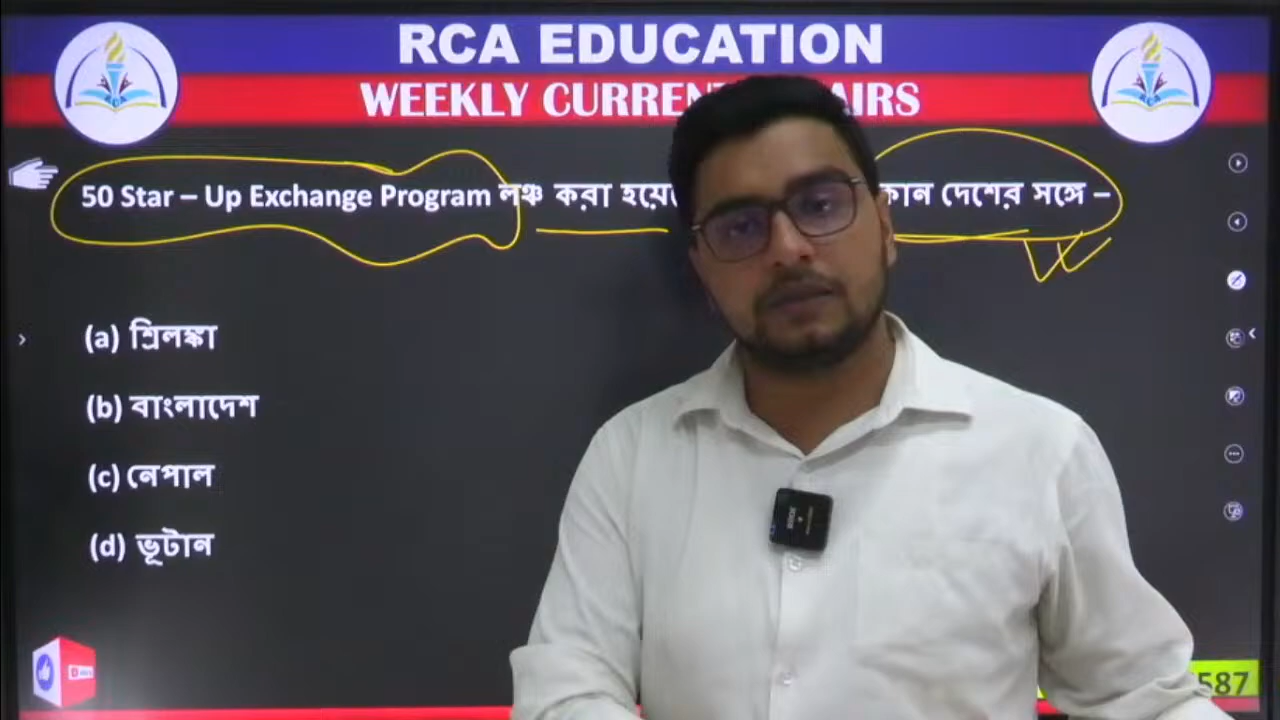 RCA EDUCATION
WEEKLY CURRENT AFFAIRS
50 Star – Up Exchange Program লঞ্চ করা হয়েছে কোন দেশের সঙ্গে –
(a) শ্রিলঙ্কা
(b) বাংলাদেশ
(c) নেপাল
(d) ভূটান
587